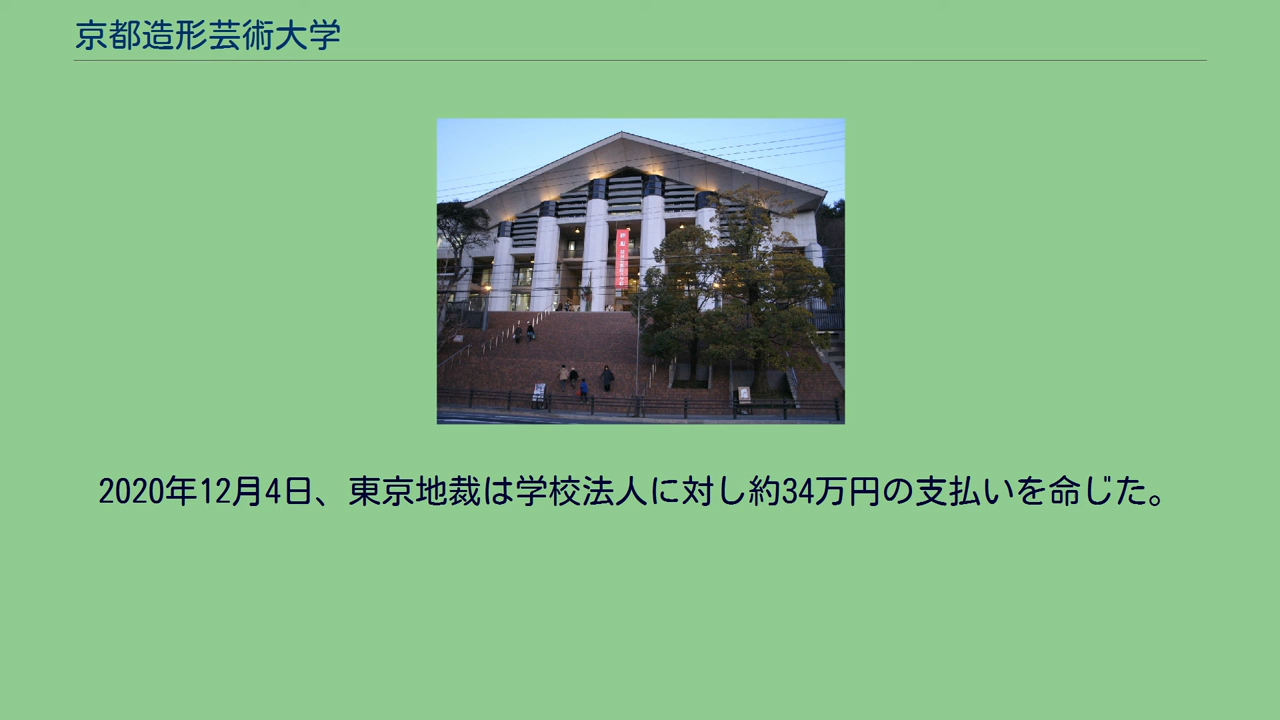 京都造形芸術大学
2020年12月4日、東京地裁は学校法人に対し約34万円の支払いを命じた。